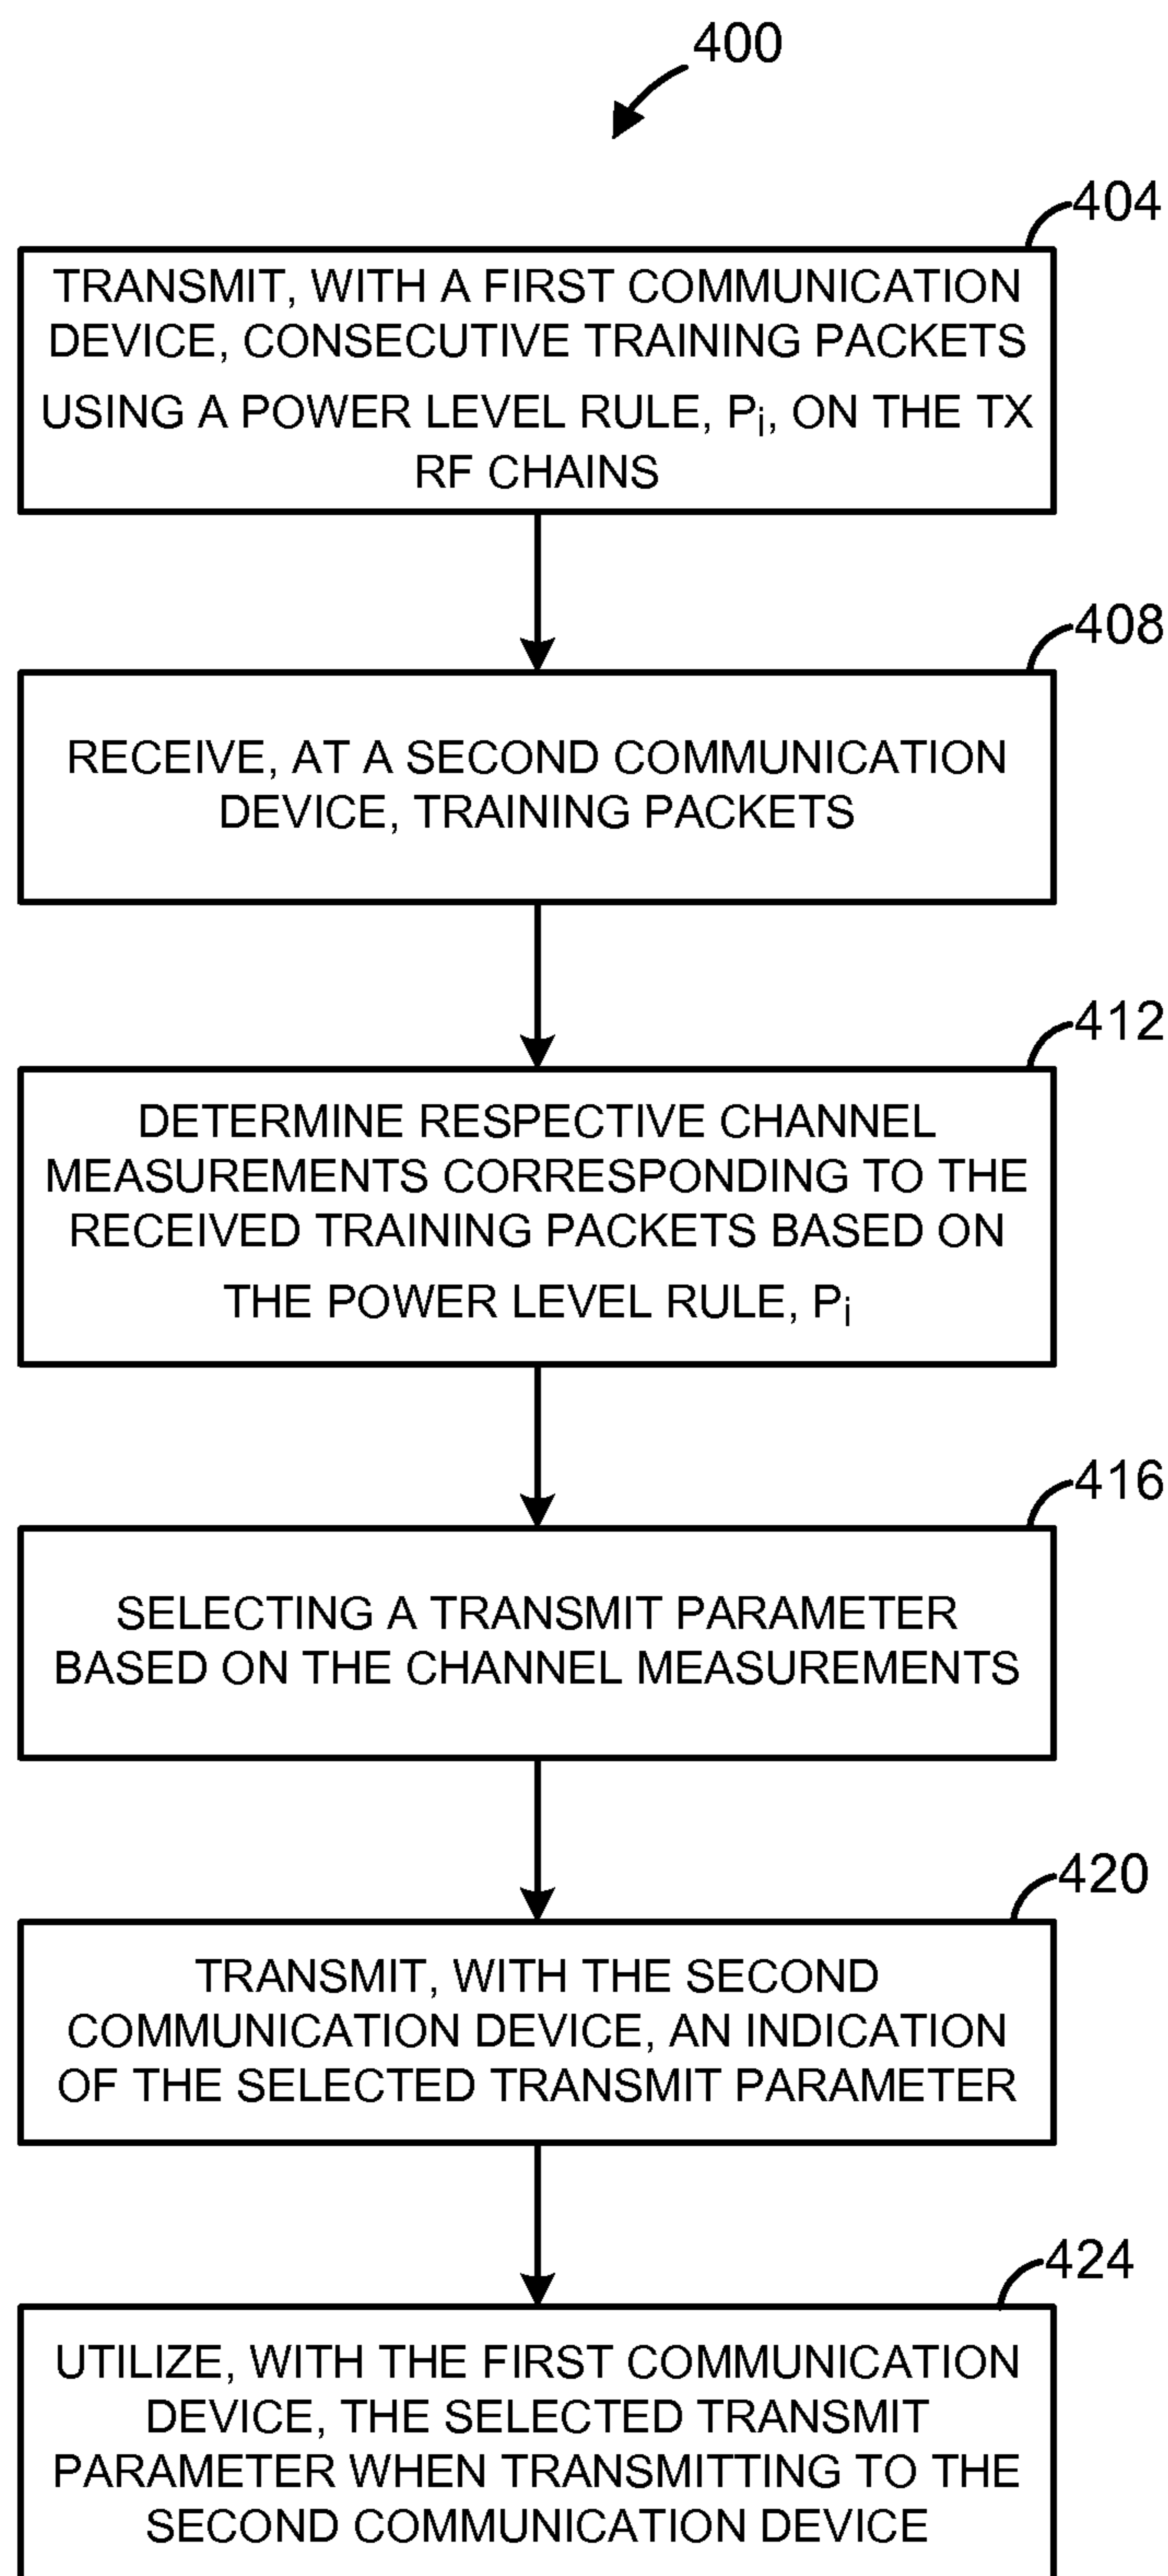 400
404
TRANSMIT, WITH A FIRST COMMUNICATION
DEVICE, CONSECUTIVE TRAINING PACKETS
USING A POWER LEVEL RULE, Pi, ON THE TX
RF CHAINS
408
RECEIVE, AT A SECOND COMMUNICATION
DEVICE, TRAINING PACKETS
412
DETERMINE RESPECTIVE CHANNEL
MEASUREMENTS CORRESPONDING TO THE
RECEIVED TRAINING PACKETS BASED ON
THE POWER LEVEL RULE, Pi
416
SELECTING A TRANSMIT PARAMETER
BASED ON THE CHANNEL MEASUREMENTS
420
TRANSMIT, WITH THE SECOND
COMMUNICATION DEVICE, AN INDICATION
OF THE SELECTED TRANSMIT PARAMETER
424
UTILIZE, WITH THE FIRST COMMUNICATION
DEVICE, THE SELECTED TRANSMIT
PARAMETER WHEN TRANSMITTING TO THE
SECOND COMMUNICATION DEVICE